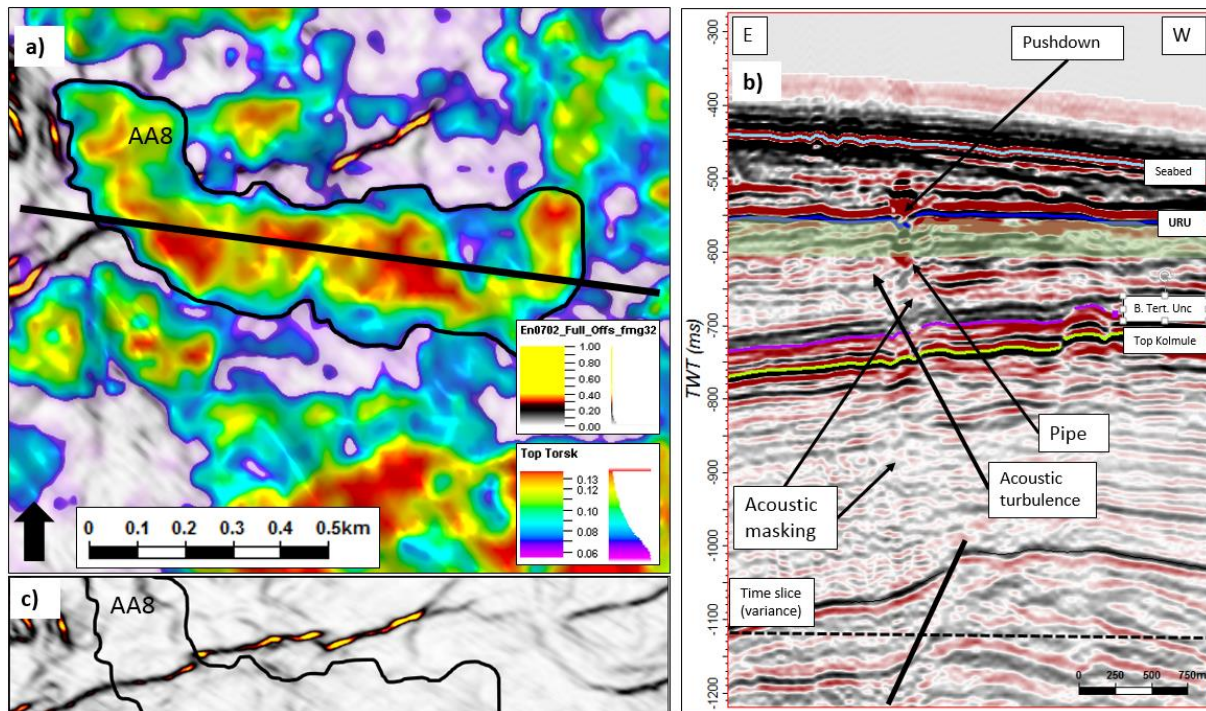 a)
AA8
En0702_Full_Offs_frng32
1.00
0.80
0.60
0.40
0.20
0.00
Top Torsk
0.13
0.12
0.10
0.08
0.06
0 0.1 0.2 0.3 0.4 0.5km
c)
AA8
E
W
b)
Pushdown
Seabed
URU
B. Tert. Unc
Top Kolmule
Pipe
Acoustic
turbulence
Acoustic
masking
Time slice
(variance)
TWT (ms)
-300
-400
-500
-600
-700
-800
-900
-1000
-1100
-1200
0 250 500 750m